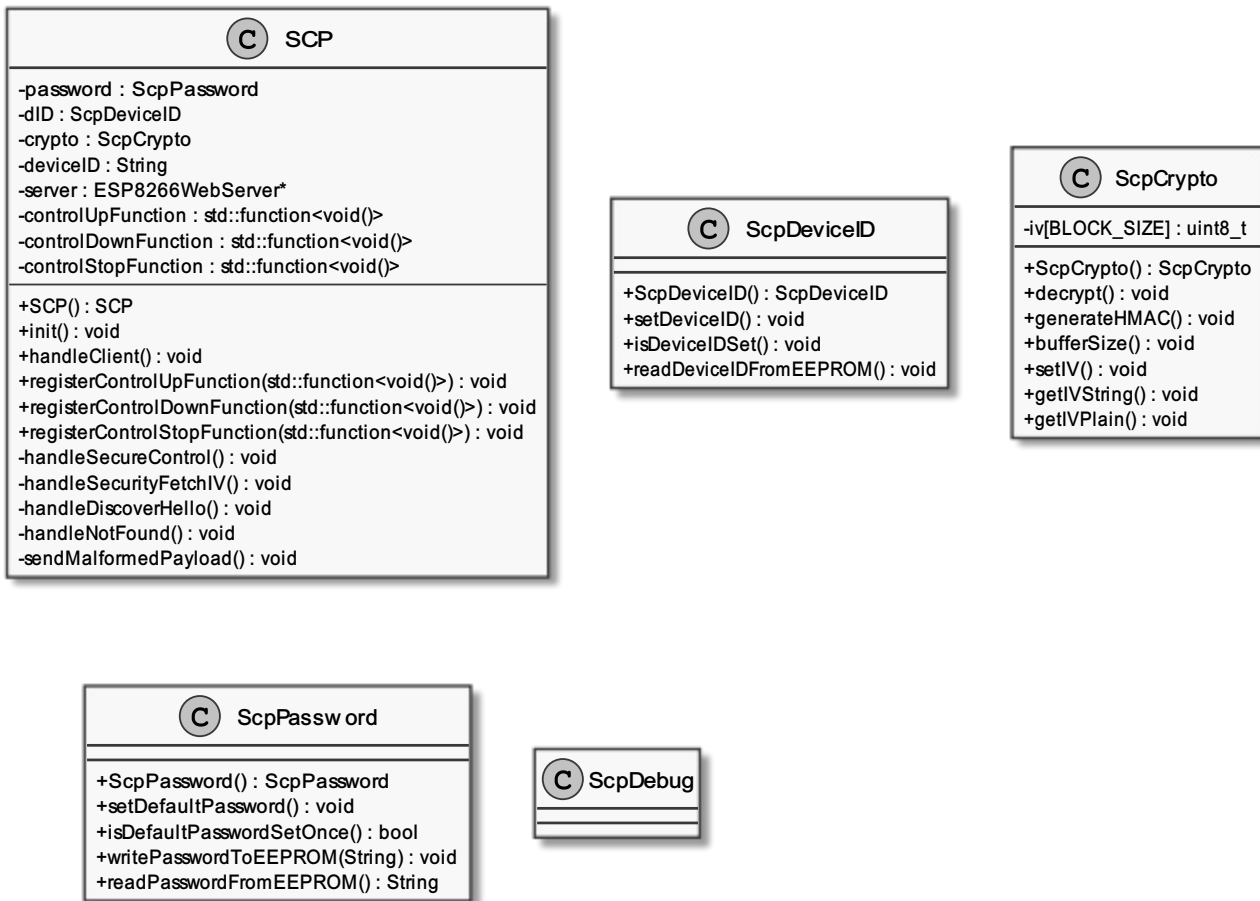 C SCP
-password : ScpPassword
-dID : ScpDeviceID
-crypto : ScpCrypto
-deviceID : String
-server : ESP8266WebServer*
-controlUpFunction : std::function<void()>
-controlDownFunction : std::function<void()>
-controlStopFunction : std::function<void()>
+SCP() : SCP
+init() : void
+handleClient() : void
+registerControlUpFunction(std::function<void()>) : void
+registerControlDownFunction(std::function<void()>) : void
+registerControlStopFunction(std::function<void()>) : void
-handleSecureControl() : void
-handleSecurityFetchIV() : void
-handleDiscoverHello() : void
-handleNotFound() : void
-sendMalformedPayload() : void
C ScpDeviceID
+ScpDeviceID() : ScpDeviceID
+setDeviceID() : void
+isDeviceIDSet() : void
+readDeviceIDFromEEPROM() : void
C ScpCrypto
-iv[BLOCK_SIZE] : uint8_t
+ScpCrypto() : ScpCrypto
+decrypt() : void
+generateHMAC() : void
+bufferSize() : void
+setIV() : void
+getIVString() : void
+getIVPlain() : void
C ScpPassword
+ScpPassword() : ScpPassword
+setDefaultPassword() : void
+isDefaultPasswordSetOnce() : bool
+writePasswordToEEPROM(String) : void
+readPasswordFromEEPROM() : String
C ScpDebug